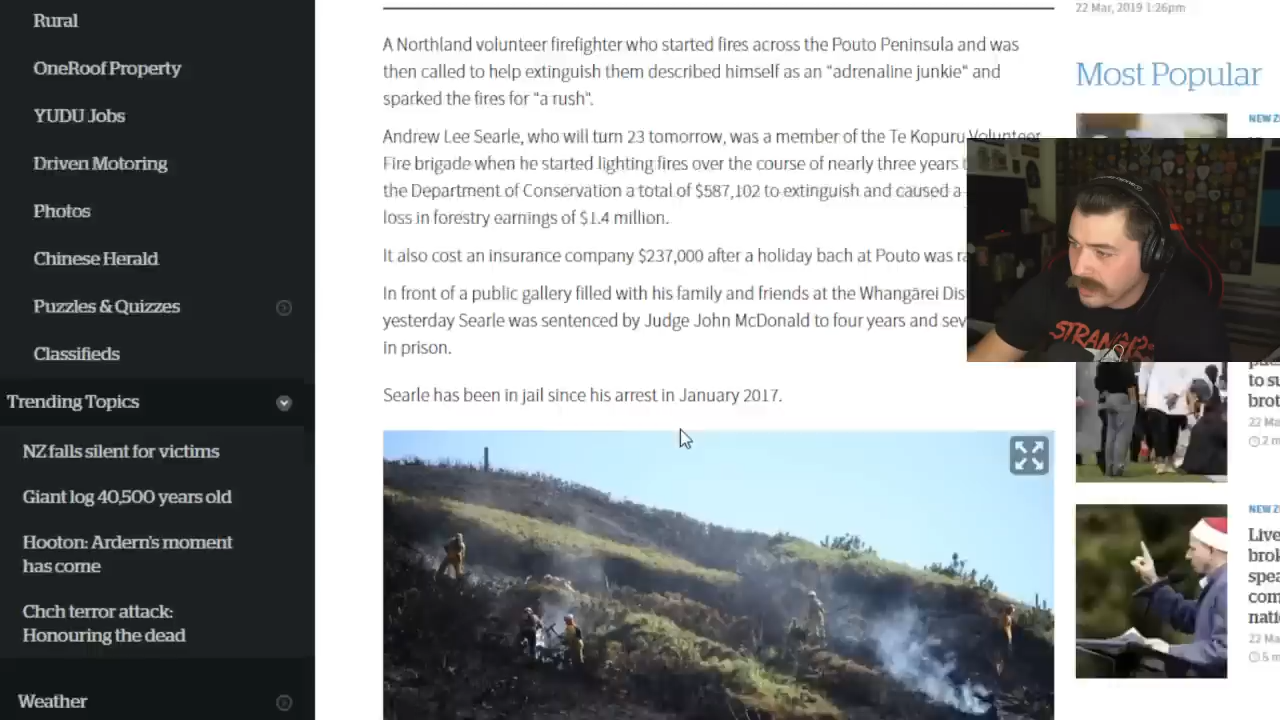 Rural
OneRoof Property
YUDU Jobs
Driven Motoring
Photos
Chinese Herald
Puzzles & Quizzes
Classifieds
Trending Topics
NZ falls silent for victims
Giant log 40,500 years old
Hooton: Ardern's moment
has come
Chch terror attack:
Honouring the dead
Weather
A Northland volunteer firefighter who started fires across the Pouto Peninsula and was
then called to help extinguish them described himself as an "adrenaline junkie" and
sparked the fires for "a rush".
Andrew Lee Searle, who will turn 23 tomorrow, was a member of the Te Kopuru Volunteer
Fire brigade when he started lighting fires over the course of nearly three years
the Department of Conservation a total of $587,102 to extinguish and caused a
loss in forestry earnings of $1.4 million.
It also cost an insurance company $237,000 after a holiday bach at Pouto was
In front of a public gallery filled with his family and friends at the Whangārei
yesterday Searle was sentenced by Judge John McDonald to four years and
in prison.
Searle has been in jail since his arrest in January 2017.
22 Mar, 2019 1:26pm
Most Popular
NEW
to
22
2
NEW
Live
22
5